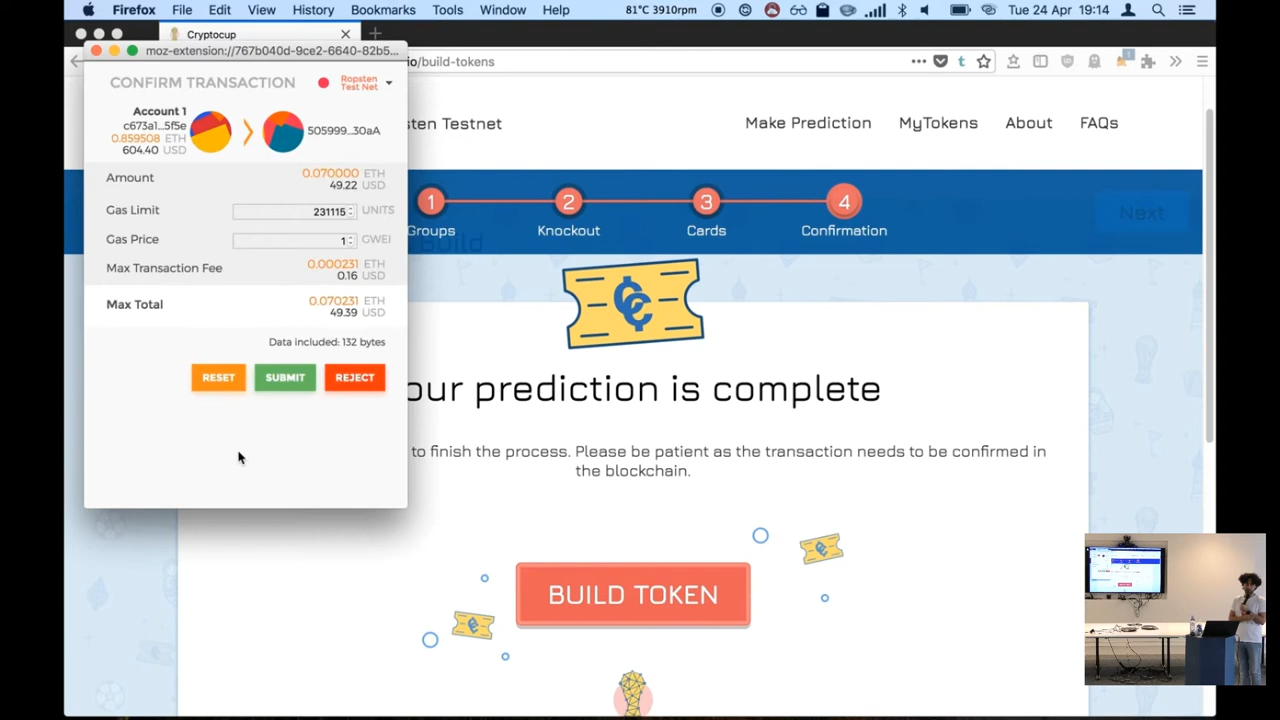 Firefox File Edit View History Bookmarks Tools Window Help 81°C 3910rpm Tue 24 Apr 19:14
Cryptocup
moz-extension://767b040d-9ce2-6640-82b5...
io/build-tokens
CONFIRM TRANSACTION
Ropsten
Test Net
Account 1
c673a1...5f5e
0.859508 ETH
604.40 USD
505999...30aA
Amount
0.070000 ETH
49.22 USD
Gas Limit 231115 UNITS
Gas Price 1 GWEI
Max Transaction Fee
0.000231 ETH
0.16 USD
Max Total
0.070231 ETH
49.39 USD
Data included: 132 bytes
RESET SUBMIT REJECT
sten Testnet
Make Prediction MyTokens About FAQs
1 2 3 4
Groups Knockout Cards Confirmation
Build
Next
our prediction is complete
to finish the process. Please be patient as the transaction needs to be confirmed in
the blockchain.
BUILD TOKEN